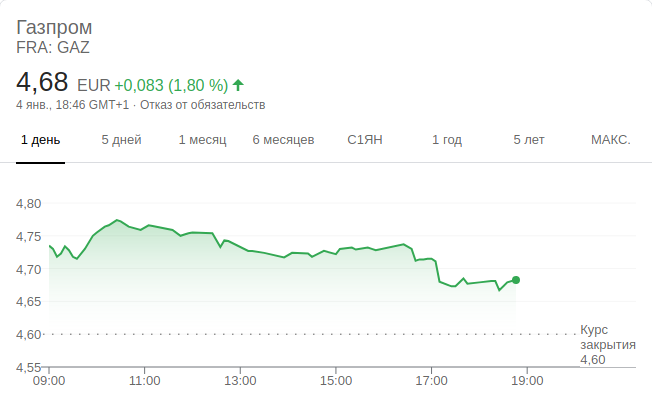 Газпром
FRA: GAZ
4,68 EUR +0,083 (1,80 %)
4 янв., 18:46 GMT+1 · Отказ от обязательств
1 день 5 дней 1 месяц 6 месяцев С1ЯН 1 год 5 лет МАКС.
4,80
4,75
4,70
4,65
4,60
4,55
Курс
закрытия
4,60
09:00 11:00 13:00 15:00 17:00 19:00